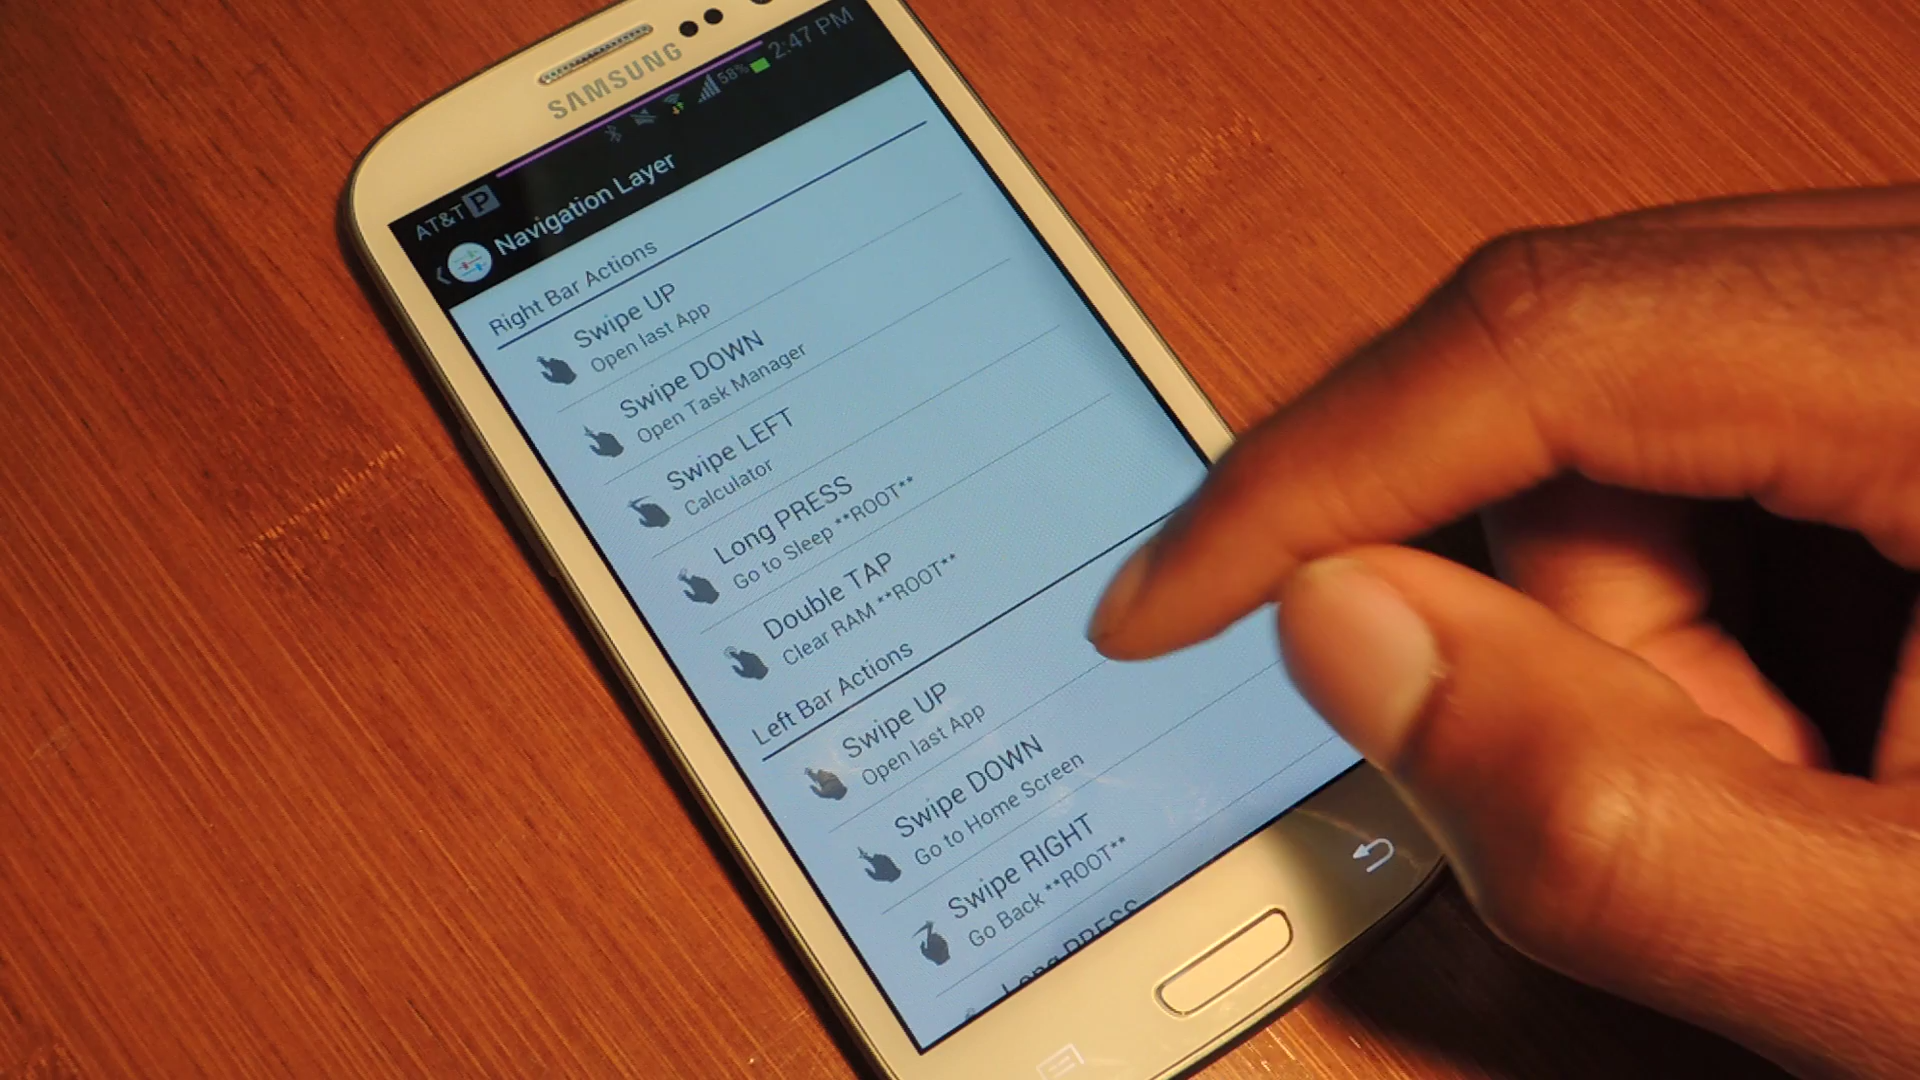 SAMSUNG
AT&T P 58% 2:47 PM
Navigation Layer
Right Bar Actions
Swipe UP
Open last App
Swipe DOWN
Open Task Manager
Swipe LEFT
Calculator
Long PRESS
Go to Sleep **ROOT**
Double TAP
Clear RAM **ROOT**
Left Bar Actions
Swipe UP
Open last App
Swipe DOWN
Go to Home Screen
Swipe RIGHT
Go Back **ROOT**
Long PRESS